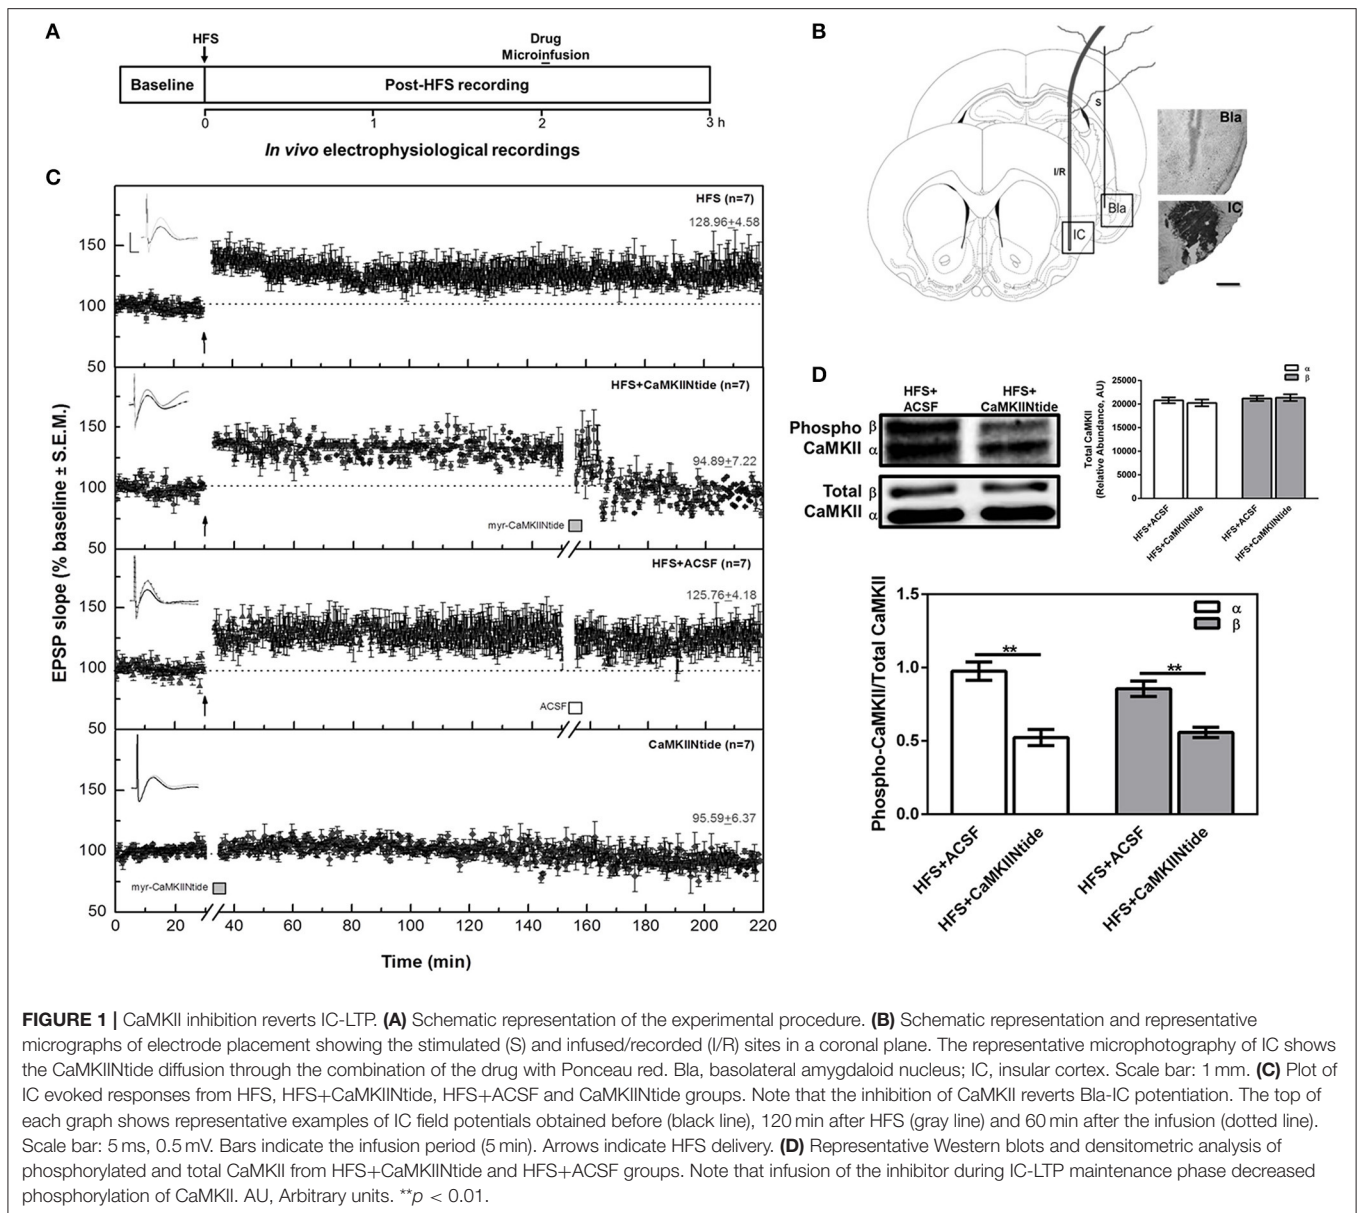 A
HFS
Drug
Microinfusion
Baseline
Post-HFS recording
0 1 2 3 h
In vivo electrophysiological recordings
B
S
I/R
Bla
IC
Bla
IC
C
EPSP slope (% baseline ± S.E.M.)
HFS (n=7)
128.96±4.58
150
100
50
HFS+CaMKIINtide (n=7)
94.89±7.22
150
100
myr-CaMKIINtide
50
HFS+ACSF (n=7)
125.76±4.18
150
100
ACSF
50
CaMKIINtide (n=7)
95.59±6.37
150
100
myr-CaMKIINtide
50
0 20 40 60 80 100 120 140 160 180 200 220
Time (min)
D
HFS+ HFS+
ACSF CaMKIINtide
Phospho β
CaMKII α
Total β
CaMKII α
Total CaMKII
(Relative Abundance, AU)
25000
20000
15000
10000
5000
0
α
β
HFS+ACSF
HFS+CaMKIINtide
HFS+ACSF
HFS+CaMKIINtide
Phospho-CaMKII/Total CaMKII
1.5
1.0
0.5
0.0
α
β
**
**
HFS+ACSF
HFS+CaMKIINtide
HFS+ACSF
HFS+CaMKIINtide
FIGURE 1 | CaMKII inhibition reverts IC-LTP. (A) Schematic representation of the experimental procedure. (B) Schematic representation and representative
micrographs of electrode placement showing the stimulated (S) and infused/recorded (I/R) sites in a coronal plane. The representative microphotography of IC shows
the CaMKIINtide diffusion through the combination of the drug with Ponceau red. Bla, basolateral amygdaloid nucleus; IC, insular cortex. Scale bar: 1 mm. (C) Plot of
IC evoked responses from HFS, HFS+CaMKIINtide, HFS+ACSF and CaMKIINtide groups. Note that the inhibition of CaMKII reverts Bla-IC potentiation. The top of
each graph shows representative examples of IC field potentials obtained before (black line), 120 min after HFS (gray line) and 60 min after the infusion (dotted line).
Scale bar: 5 ms, 0.5 mV. Bars indicate the infusion period (5 min). Arrows indicate HFS delivery. (D) Representative Western blots and densitometric analysis of
phosphorylated and total CaMKII from HFS+CaMKIINtide and HFS+ACSF groups. Note that infusion of the inhibitor during IC-LTP maintenance phase decreased
phosphorylation of CaMKII. AU, Arbitrary units. **p < 0.01.